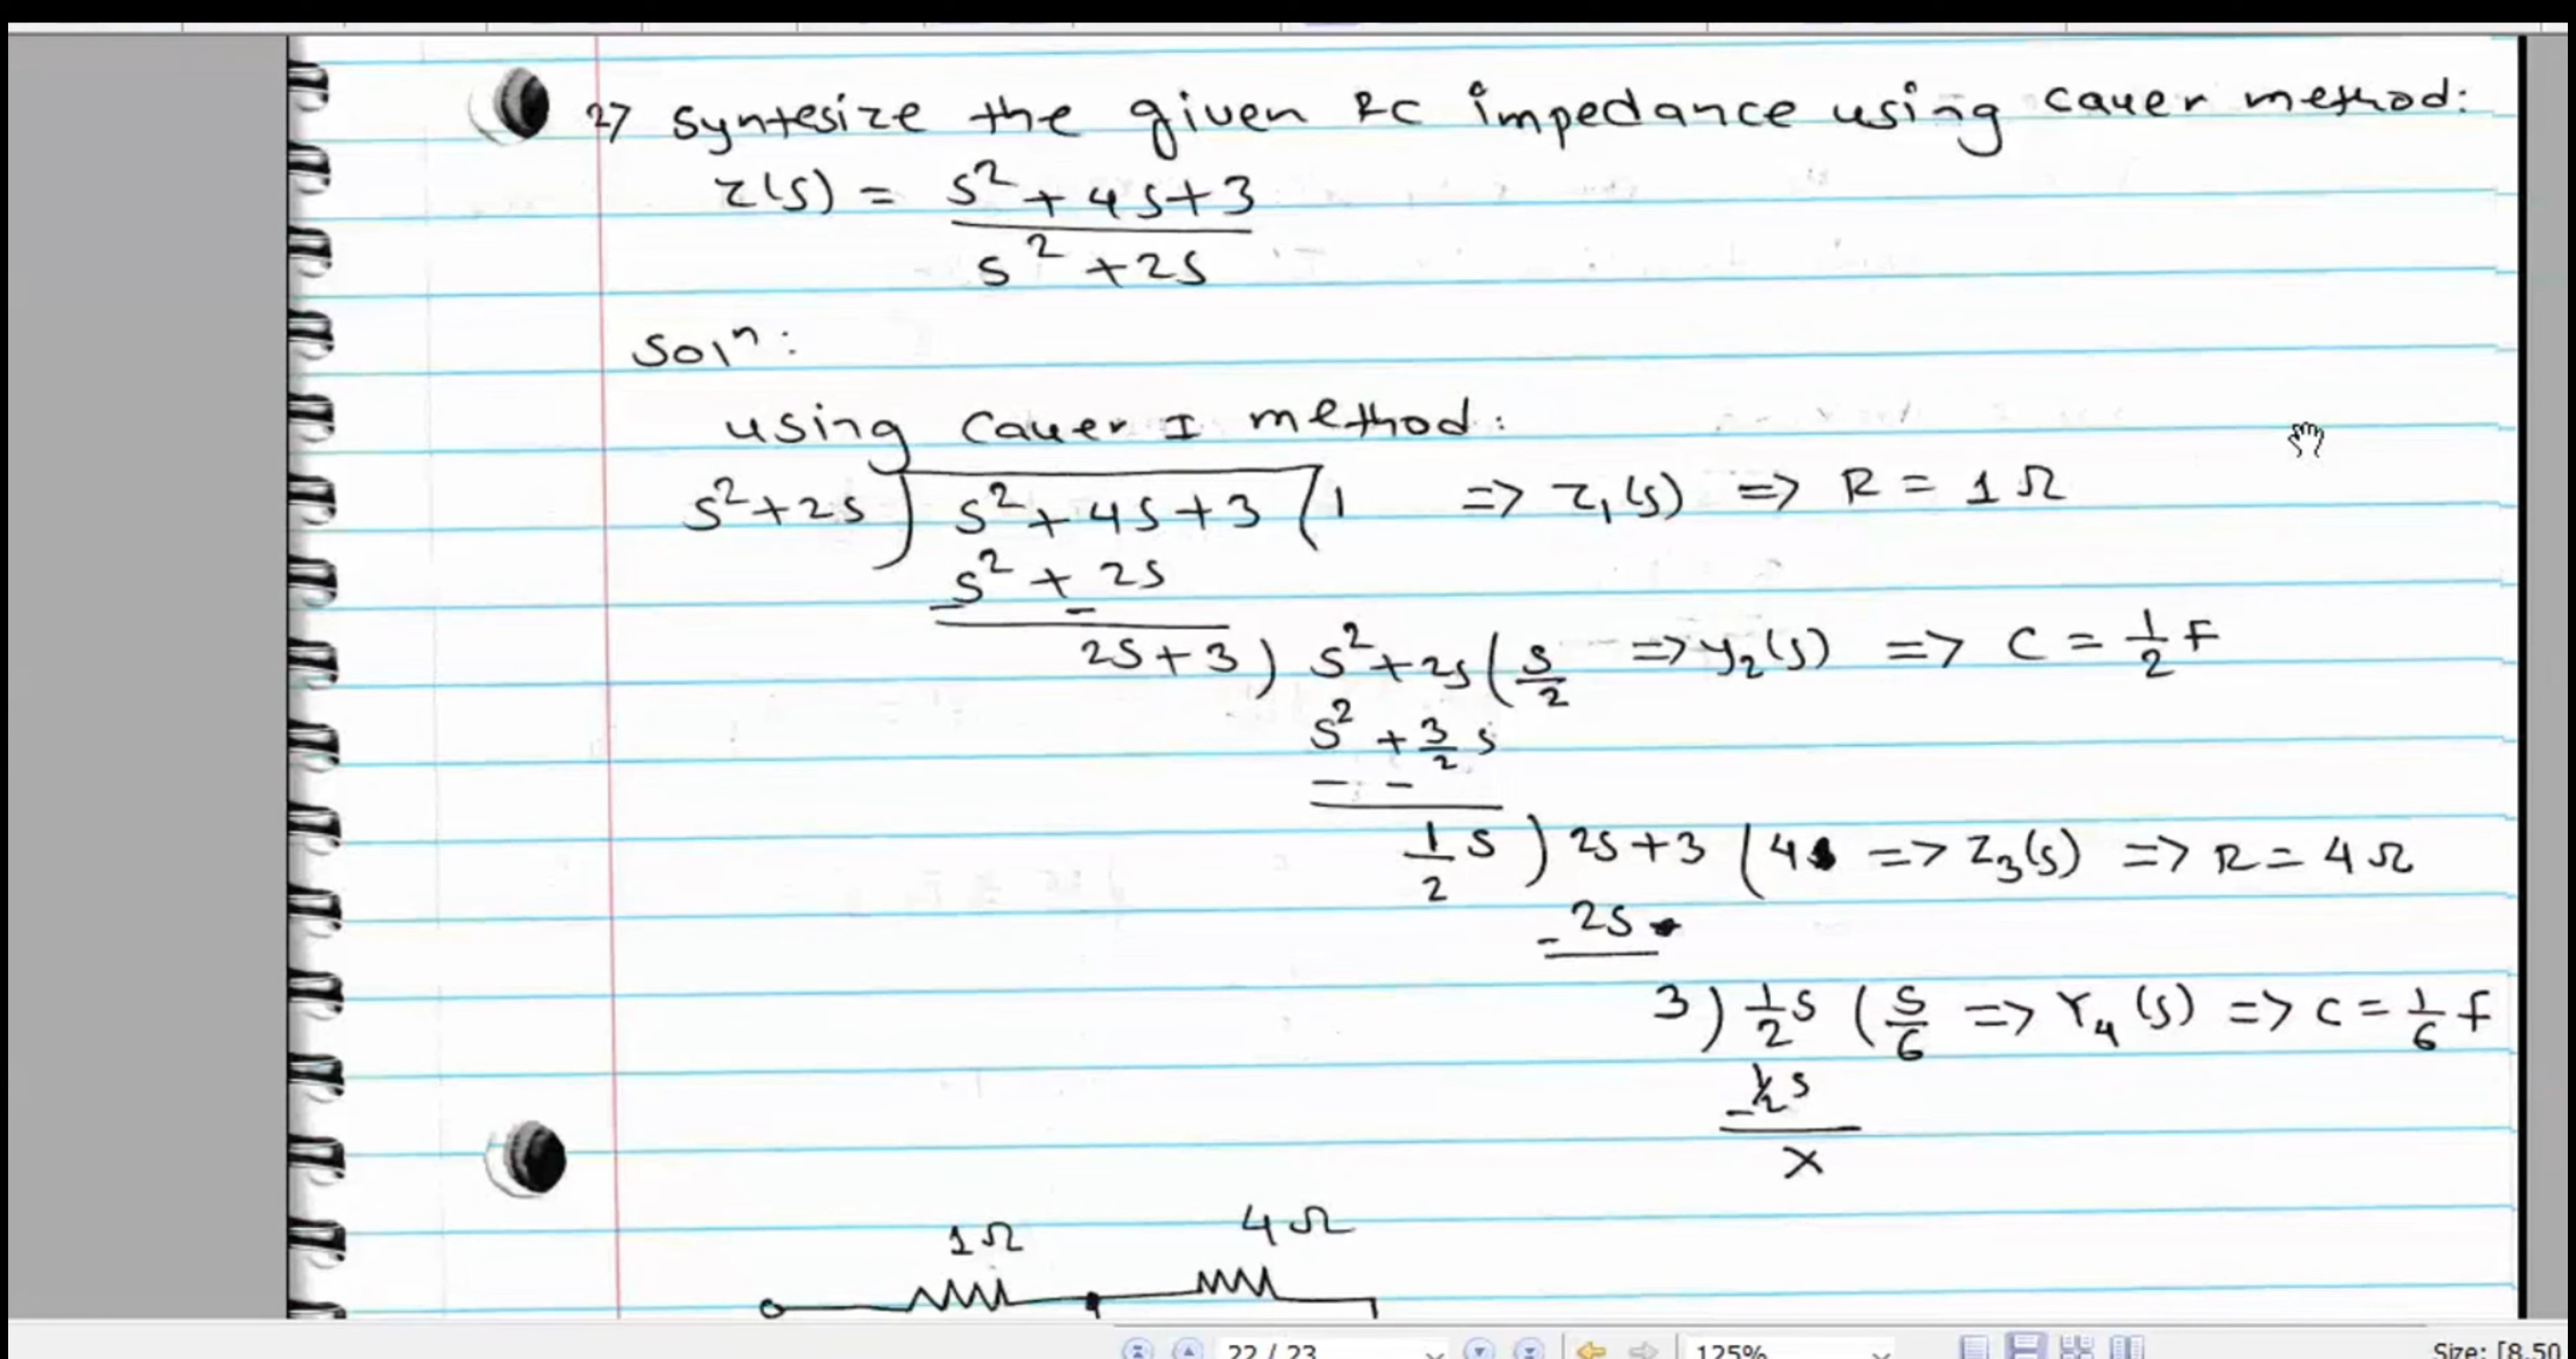 2) syntesize the given RC impedance using cauer method:
z(s) = s² + 4s + 3
s² + 2s
Solⁿ:
using Cauer I method:
s² + 2s ) s² + 4s + 3 ( 1 => z₁(s) => R = 1Ω
s² + 2s
- -
2s + 3 ) s² + 2s ( s/2 => y₂(s) => C = 1/2 F
s² + 3/2 s
- -
1/2 s ) 2s + 3 ( 4 => Z₃(s) => R = 4Ω
- 2s
3 ) 1/2 s ( s/6 => Y₄(s) => C = 1/6 F
- 1/2 s
x
1Ω 4Ω
22 / 23 125% Size: [8.50